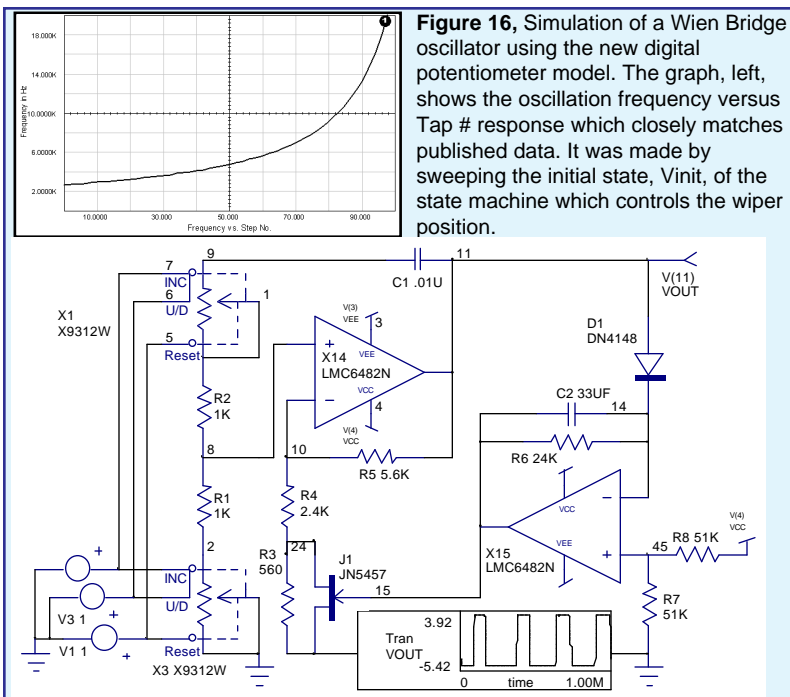 18.000K
14.000K
10.0000K
6.0000K
2.0000K
Frequency in Hz
1
10.0000 30.000 50.000 70.000 90.000
Frequency vs. Step No.
Figure 16, Simulation of a Wien Bridge
oscillator using the new digital
potentiometer model. The graph, left,
shows the oscillation frequency versus
Tap # response which closely matches
published data. It was made by
sweeping the initial state, Vinit, of the
state machine which controls the wiper
position.
7
9
INC
6
U/D
1
X1
X9312W
5
Reset
C1 .01U
11
V(11)
VOUT
D1
DN4148
V(3)
VEE
3
+
X14
VEE
LMC6482N
VCC
−
4
V(4)
VCC
R2
1K
8
10
R5 5.6K
C2 33UF
14
R6 24K
R1
1K
R4
2.4K
VCC
−
VEE
+
X15
LMC6482N
45
R8 51K
V(4)
VCC
R7
51K
2
R3
560
24
J1
JN5457
15
+
INC
U/D
V3 1
+
V1 1
+
Reset
X3 X9312W
Tran
VOUT
3.92
-5.42
0 time 1.00M